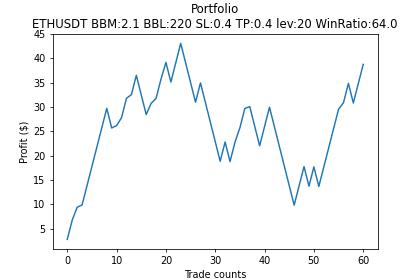 Portfolio
ETHUSDT BBM:2.1 BBL:220 SL:0.4 TP:0.4 lev:20 WinRatio:64.0
45
40
35
30
25
20
15
10
5
Profit ($)
0 10 20 30 40 50 60
Trade counts